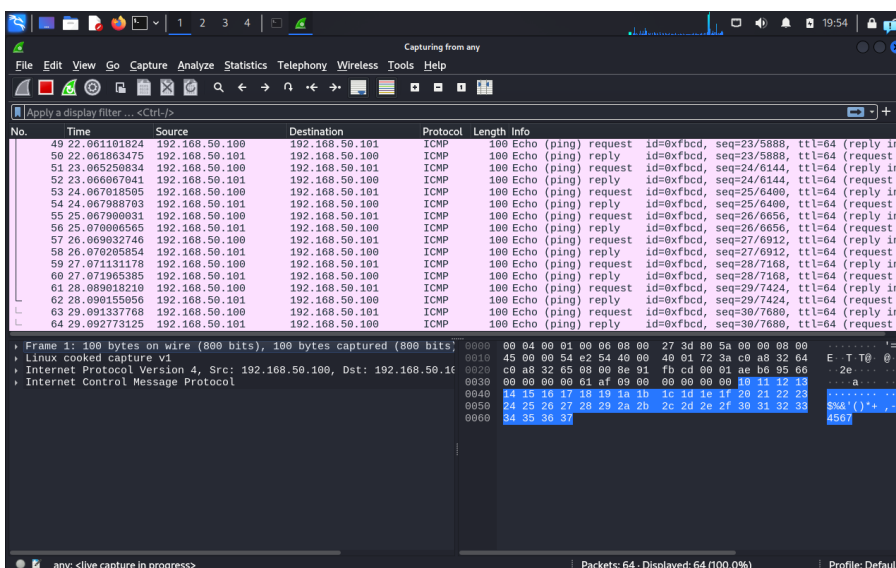 1 2 3 4 19:54
Capturing from any
File Edit View Go Capture Analyze Statistics Telephony Wireless Tools Help
Apply a display filter ... <Ctrl-/>
No. Time Source Destination Protocol Length Info
49 22.061101824 192.168.50.100 192.168.50.101 ICMP 100 Echo (ping) request id=0xfbcd, seq=23/5888, ttl=64 (reply in
50 22.061863475 192.168.50.101 192.168.50.100 ICMP 100 Echo (ping) reply id=0xfbcd, seq=23/5888, ttl=64 (request
51 23.065250834 192.168.50.100 192.168.50.101 ICMP 100 Echo (ping) request id=0xfbcd, seq=24/6144, ttl=64 (reply in
52 23.066067041 192.168.50.101 192.168.50.100 ICMP 100 Echo (ping) reply id=0xfbcd, seq=24/6144, ttl=64 (request
53 24.067018505 192.168.50.100 192.168.50.101 ICMP 100 Echo (ping) request id=0xfbcd, seq=25/6400, ttl=64 (reply in
54 24.067988703 192.168.50.101 192.168.50.100 ICMP 100 Echo (ping) reply id=0xfbcd, seq=25/6400, ttl=64 (request
55 25.067900031 192.168.50.100 192.168.50.101 ICMP 100 Echo (ping) request id=0xfbcd, seq=26/6656, ttl=64 (reply in
56 25.070006565 192.168.50.101 192.168.50.100 ICMP 100 Echo (ping) reply id=0xfbcd, seq=26/6656, ttl=64 (request
57 26.069032746 192.168.50.100 192.168.50.101 ICMP 100 Echo (ping) request id=0xfbcd, seq=27/6912, ttl=64 (reply in
58 26.070205854 192.168.50.101 192.168.50.100 ICMP 100 Echo (ping) reply id=0xfbcd, seq=27/6912, ttl=64 (request
59 27.071131178 192.168.50.100 192.168.50.101 ICMP 100 Echo (ping) request id=0xfbcd, seq=28/7168, ttl=64 (reply in
60 27.071965385 192.168.50.101 192.168.50.100 ICMP 100 Echo (ping) reply id=0xfbcd, seq=28/7168, ttl=64 (request
61 28.089018210 192.168.50.100 192.168.50.101 ICMP 100 Echo (ping) request id=0xfbcd, seq=29/7424, ttl=64 (reply in
62 28.090155056 192.168.50.101 192.168.50.100 ICMP 100 Echo (ping) reply id=0xfbcd, seq=29/7424, ttl=64 (request
63 29.091337768 192.168.50.100 192.168.50.101 ICMP 100 Echo (ping) request id=0xfbcd, seq=30/7680, ttl=64 (reply in
64 29.092773125 192.168.50.101 192.168.50.100 ICMP 100 Echo (ping) reply id=0xfbcd, seq=30/7680, ttl=64 (request
Frame 1: 100 bytes on wire (800 bits), 100 bytes captured (800 bits)
Linux cooked capture v1
Internet Protocol Version 4, Src: 192.168.50.100, Dst: 192.168.50.10
Internet Control Message Protocol
0000 00 04 00 01 00 06 08 00 27 3d 80 5a 00 00 08 00 ········ '=
0010 45 00 00 54 e2 54 40 00 40 01 72 3a c0 a8 32 64 E··T·T@· @·
0020 c0 a8 32 65 08 00 8e 91 fb cd 00 01 ae b6 95 66 ··2e···· ··
0030 00 00 00 00 61 af 09 00 00 00 00 00 10 11 12 13 ····a··· ··
0040 14 15 16 17 18 19 1a 1b 1c 1d 1e 1f 20 21 22 23 ········ ··
0050 24 25 26 27 28 29 2a 2b 2c 2d 2e 2f 30 31 32 33 $%&'()*+ ,-
0060 34 35 36 37 4567
any: <live capture in progress> Packets: 64 · Displayed: 64 (100.0%) Profile: Defau